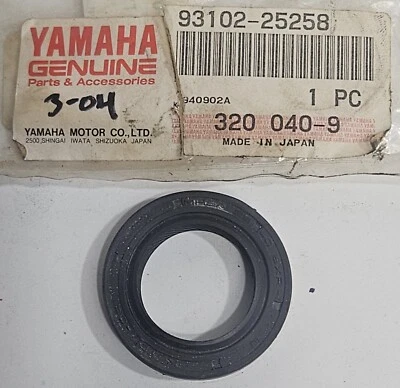 YAMAHA
GENUINE
Parts & Accessories
3-04
YAMAHA MOTOR CO., LTD.
2500, SHINGAI IWATA SHIZUOKA JAPAN
93102-25258
940902A
1 PC
320 040-9
MADE IN JAPAN